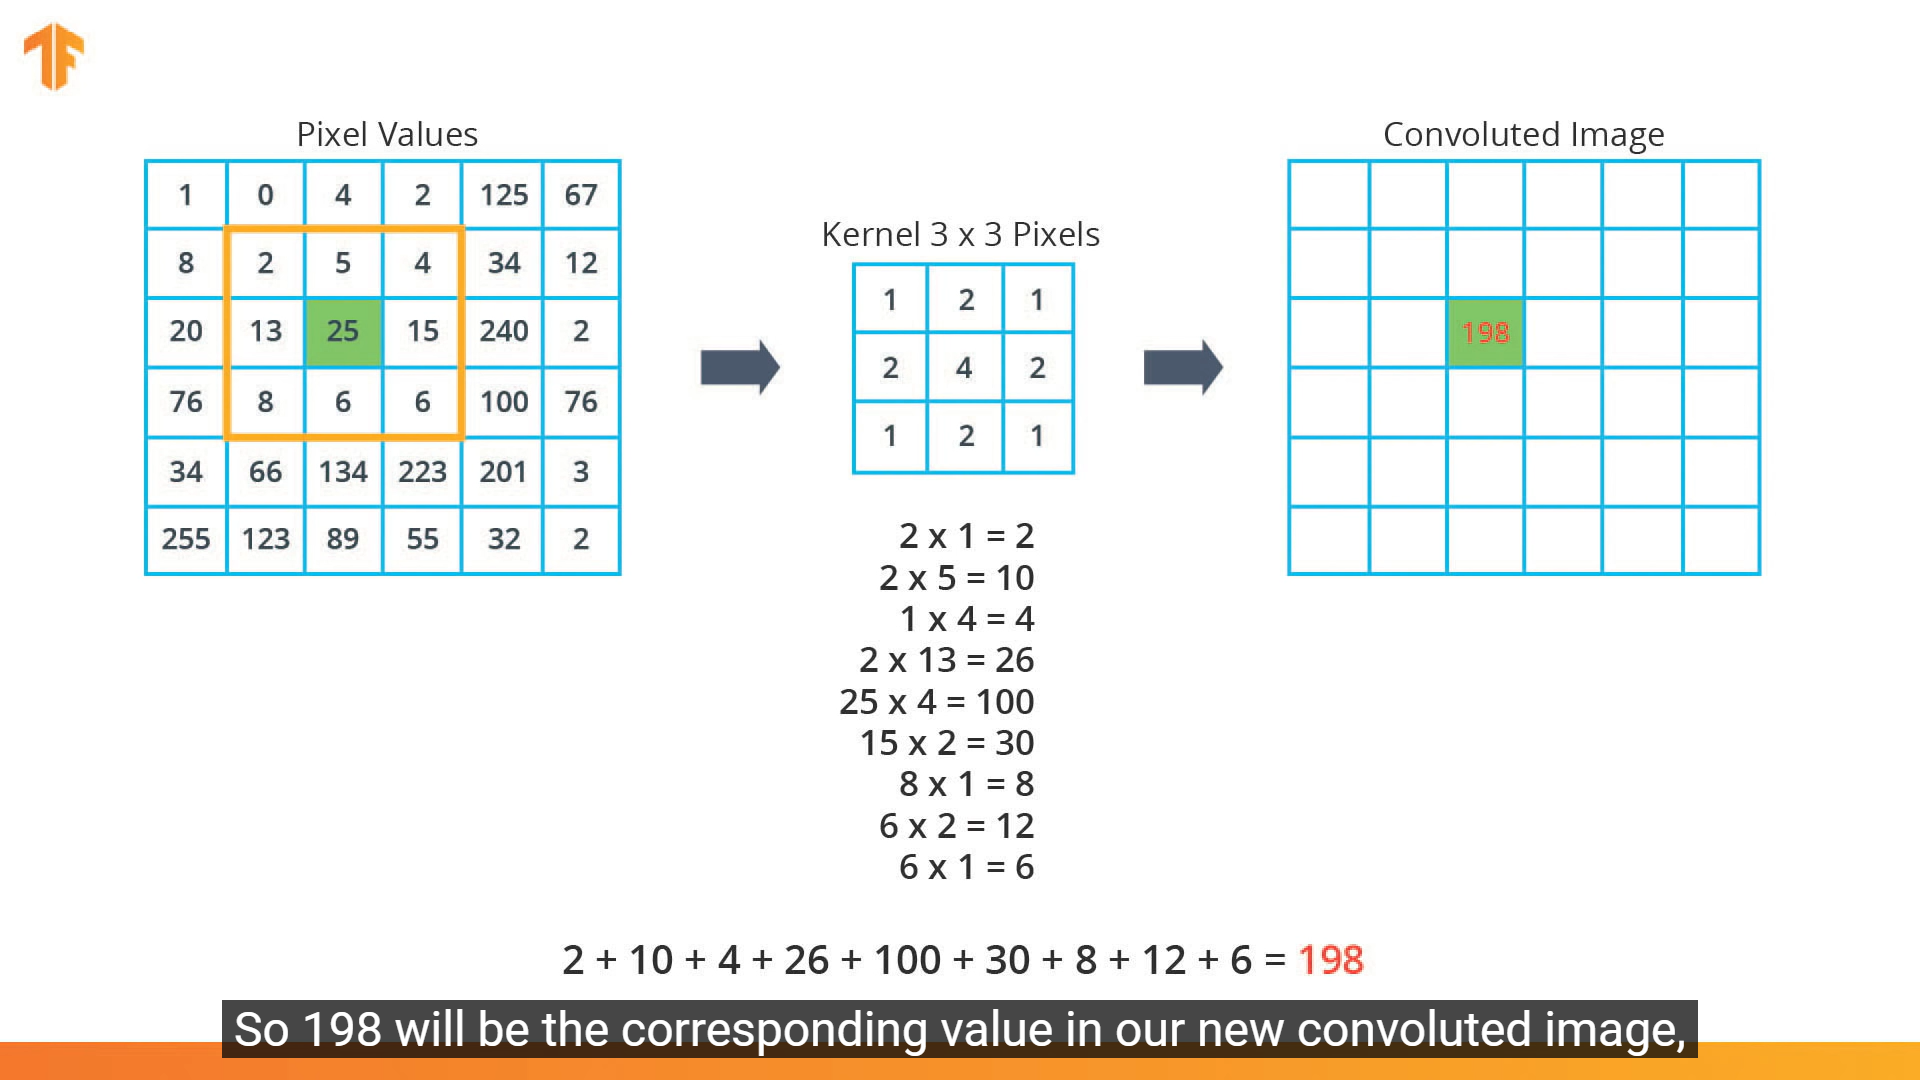 Pixel Values
1 0 4 2 125 67
8 2 5 4 34 12
20 13 25 15 240 2
76 8 6 6 100 76
34 66 134 223 201 3
255 123 89 55 32 2
Kernel 3 x 3 Pixels
1 2 1
2 4 2
1 2 1
2 x 1 = 2
2 x 5 = 10
1 x 4 = 4
2 x 13 = 26
25 x 4 = 100
15 x 2 = 30
8 x 1 = 8
6 x 2 = 12
6 x 1 = 6
Convoluted Image
198
2 + 10 + 4 + 26 + 100 + 30 + 8 + 12 + 6 = 198
So 198 will be the corresponding value in our new convoluted image,